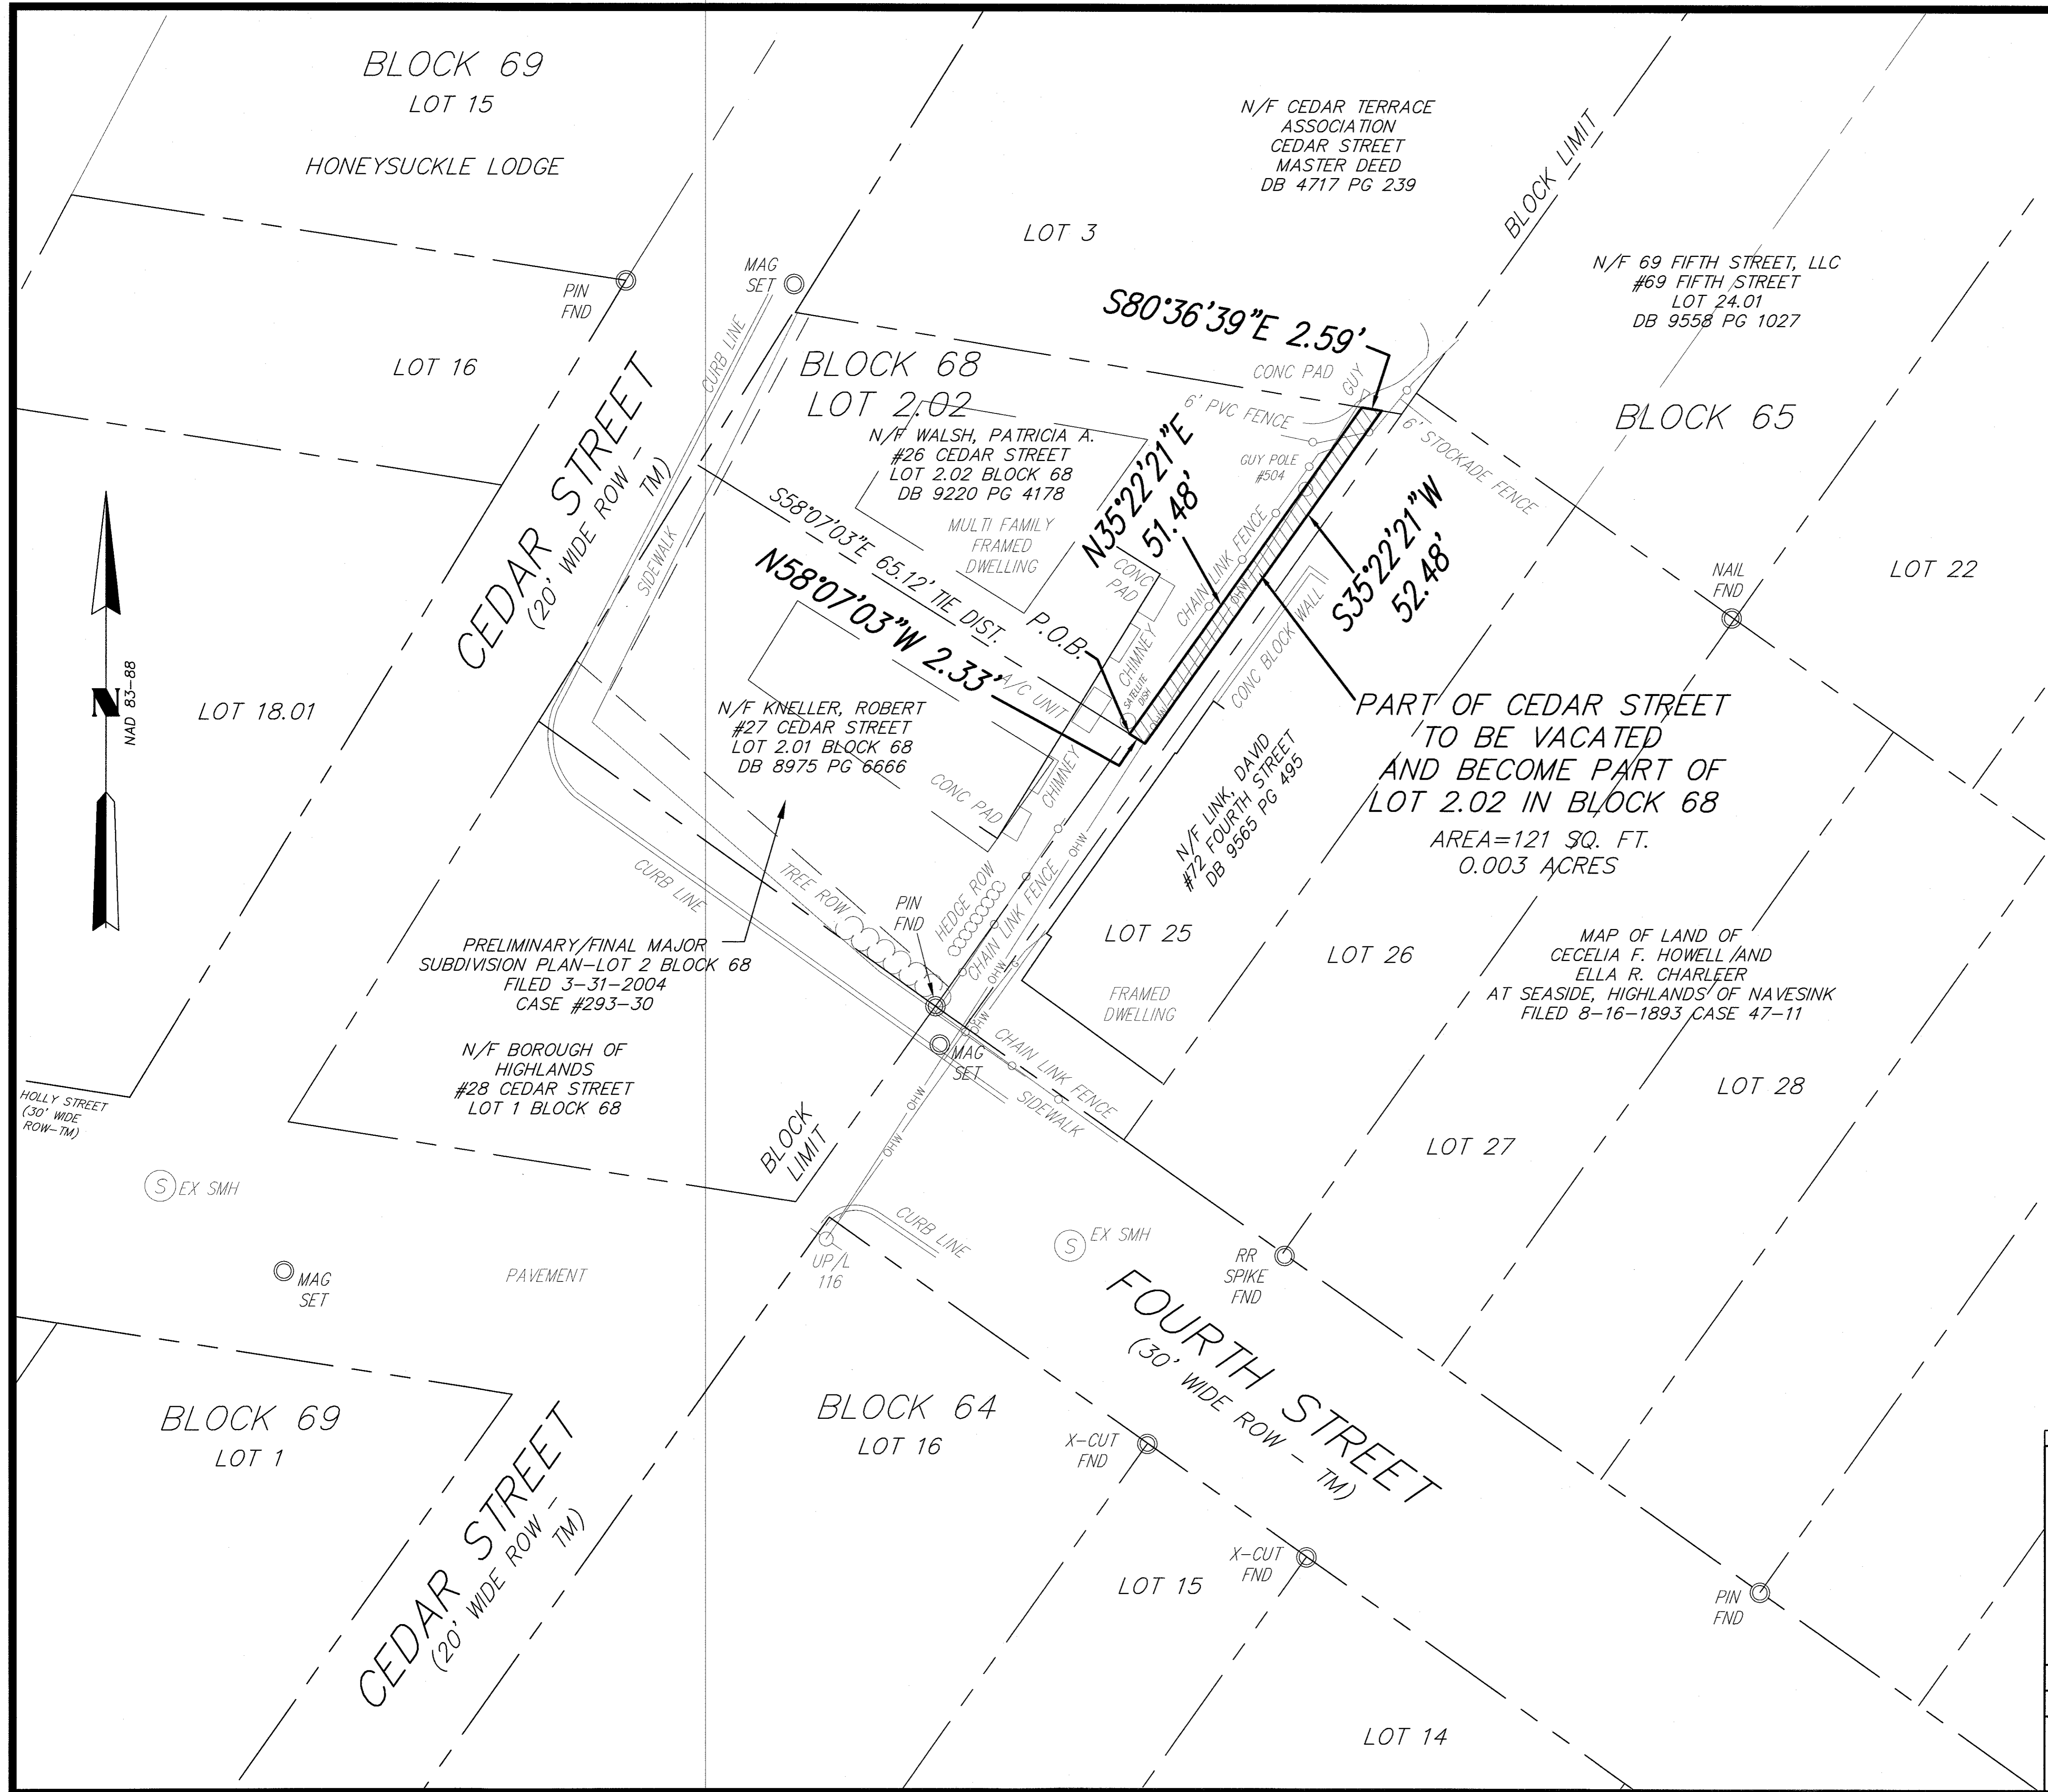 BLOCK 69
LOT 15
HONEYSUCKLE LODGE
N/F CEDAR TERRACE
ASSOCIATION
CEDAR STREET
MASTER DEED
DB 4717 PG 239
BLOCK LIMIT
LOT 3
N/F 69 FIFTH STREET, LLC
#69 FIFTH STREET
LOT 24.01
DB 9558 PG 1027
MAG
SET
PIN
FND
S80°36'39"E 2.59'
CURB LINE
LOT 16
BLOCK 68
LOT 2.02
CONC PAD
GUY
6' PVC FENCE
BLOCK 65
6' STOCKADE FENCE
CEDAR STREET
(20' WIDE ROW -
TM)
N/F WALSH, PATRICIA A.
#26 CEDAR STREET
LOT 2.02 BLOCK 68
DB 9220 PG 4178
MULTI FAMILY
FRAMED
DWELLING
GUY POLE
#504
N35°22'21"E
51.48'
S35°22'21"W
52.48'
SIDEWALK
S58°07'03"E 65.12' TIE DIST.
N58°07'03"W 2.33'
P.O.B.
CONC
PAD
CHAIN LINK FENCE
OHW
CHIMNEY
SATELLITE
DISH
OHW
CONC BLOCK WALL
A/C UNIT
NAIL
FND
LOT 22
N
NAD 83-88
LOT 18.01
N/F KNELLER, ROBERT
#27 CEDAR STREET
LOT 2.01 BLOCK 68
DB 8975 PG 6666
CONC PAD
CHIMNEY
N/F LINK, DAVID
#72 FOURTH STREET
DB 9565 PG 495
PART OF CEDAR STREET
TO BE VACATED
AND BECOME PART OF
LOT 2.02 IN BLOCK 68
AREA=121 SQ. FT.
0.003 ACRES
CURB LINE
TREE ROW
PIN
FND
HEDGE ROW
CHAIN LINK FENCE
OHW
OHW
G
OHW
LOT 25
FRAMED
DWELLING
LOT 26
MAP OF LAND OF
CECELIA F. HOWELL AND
ELLA R. CHARLEER
AT SEASIDE, HIGHLANDS OF NAVESINK
FILED 8-16-1893 CASE 47-11
PRELIMINARY/FINAL MAJOR
SUBDIVISION PLAN-LOT 2 BLOCK 68
FILED 3-31-2004
CASE #293-30
N/F BOROUGH OF
HIGHLANDS
#28 CEDAR STREET
LOT 1 BLOCK 68
MAG
SET
CHAIN LINK FENCE
SIDEWALK
OHW
OHW
HOLLY STREET
(30' WIDE
ROW-TM)
BLOCK
LIMIT
LOT 28
LOT 27
S EX SMH
CURB LINE
S EX SMH
UP/L
116
MAG
SET
PAVEMENT
RR
SPIKE
FND
FOURTH STREET
(30' WIDE ROW - TM)
BLOCK 69
LOT 1
BLOCK 64
LOT 16
X-CUT
FND
CEDAR STREET
(20' WIDE ROW -
TM)
X-CUT
FND
LOT 15
PIN
FND
LOT 14